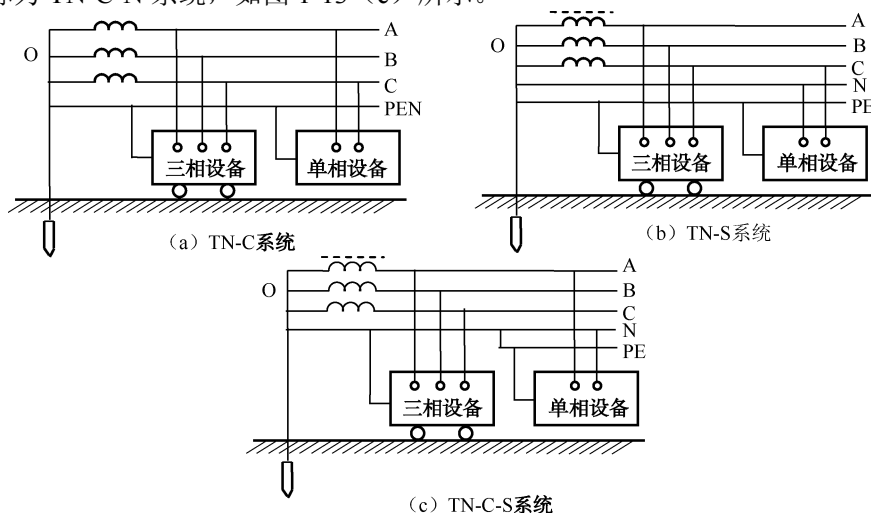 为 TN-C-N 系统，如图 1-15（c）所示。
A
O
B
C
PEN
三相设备
单相设备
（a）TN-C系统
A
O
B
C
N
PE
三相设备
单相设备
（b）TN-S系统
A
O
B
C
N
PE
三相设备
单相设备
（c）TN-C-S系统